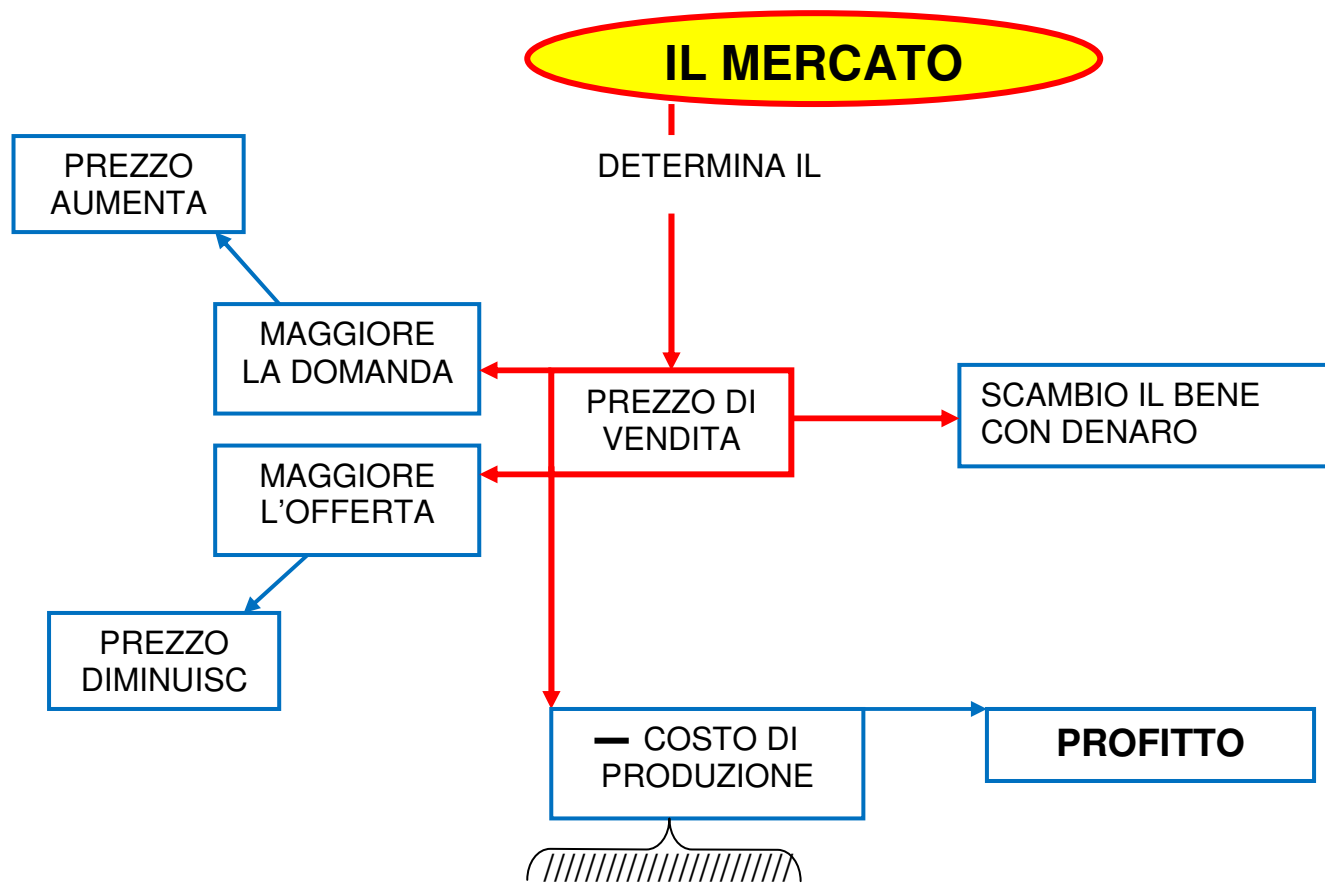 IL MERCATO
DETERMINA IL
PREZZO
AUMENTA
MAGGIORE
LA DOMANDA
PREZZO DI
VENDITA
SCAMBIO IL BENE
CON DENARO
MAGGIORE
L’OFFERTA
PREZZO
DIMINUISC
— COSTO DI
PRODUZIONE
PROFITTO